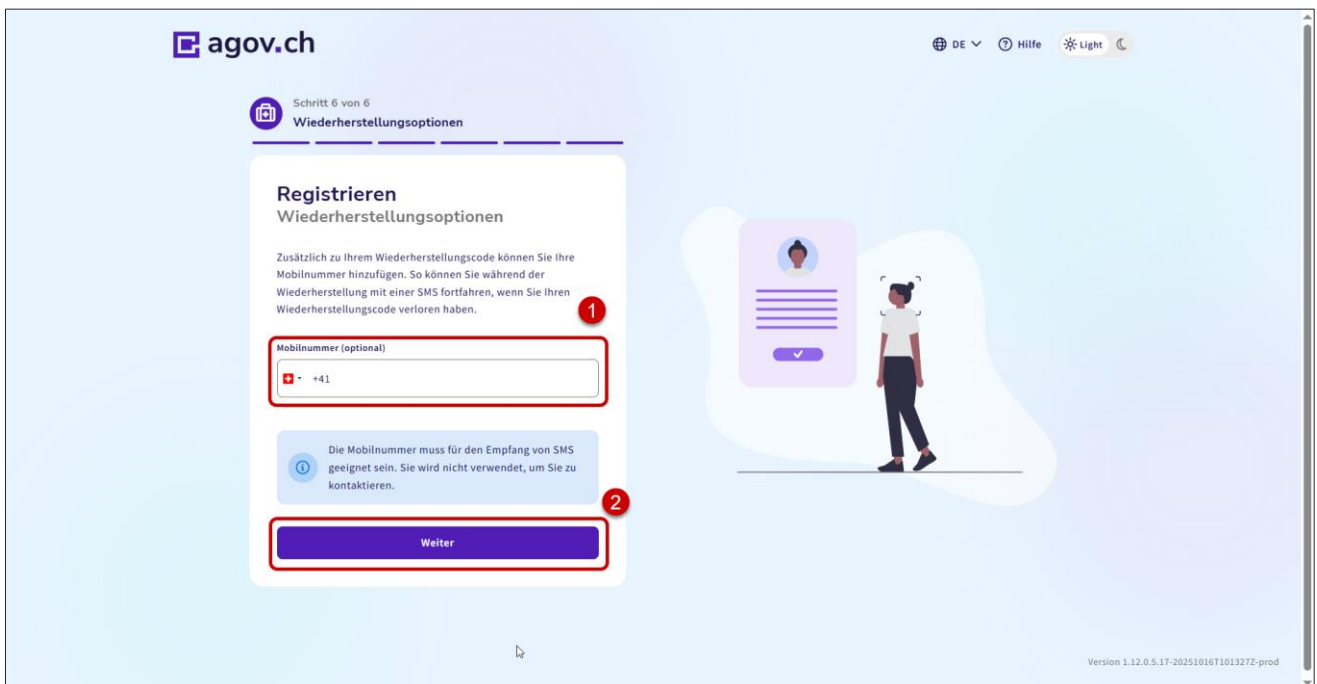 agov.ch
DE
Hilfe
Light
Schritt 6 von 6
Wiederherstellungsoptionen
Registrieren
Wiederherstellungsoptionen
Zusätzlich zu Ihrem Wiederherstellungscode können Sie Ihre
Mobilnummer hinzufügen. So können Sie während der
Wiederherstellung mit einer SMS fortfahren, wenn Sie Ihren
Wiederherstellungscode verloren haben.
1
Mobilnummer (optional)
+41
Die Mobilnummer muss für den Empfang von SMS
geeignet sein. Sie wird nicht verwendet, um Sie zu
kontaktieren.
2
Weiter
Version 1.12.0.5.17-20251016T101327Z-prod